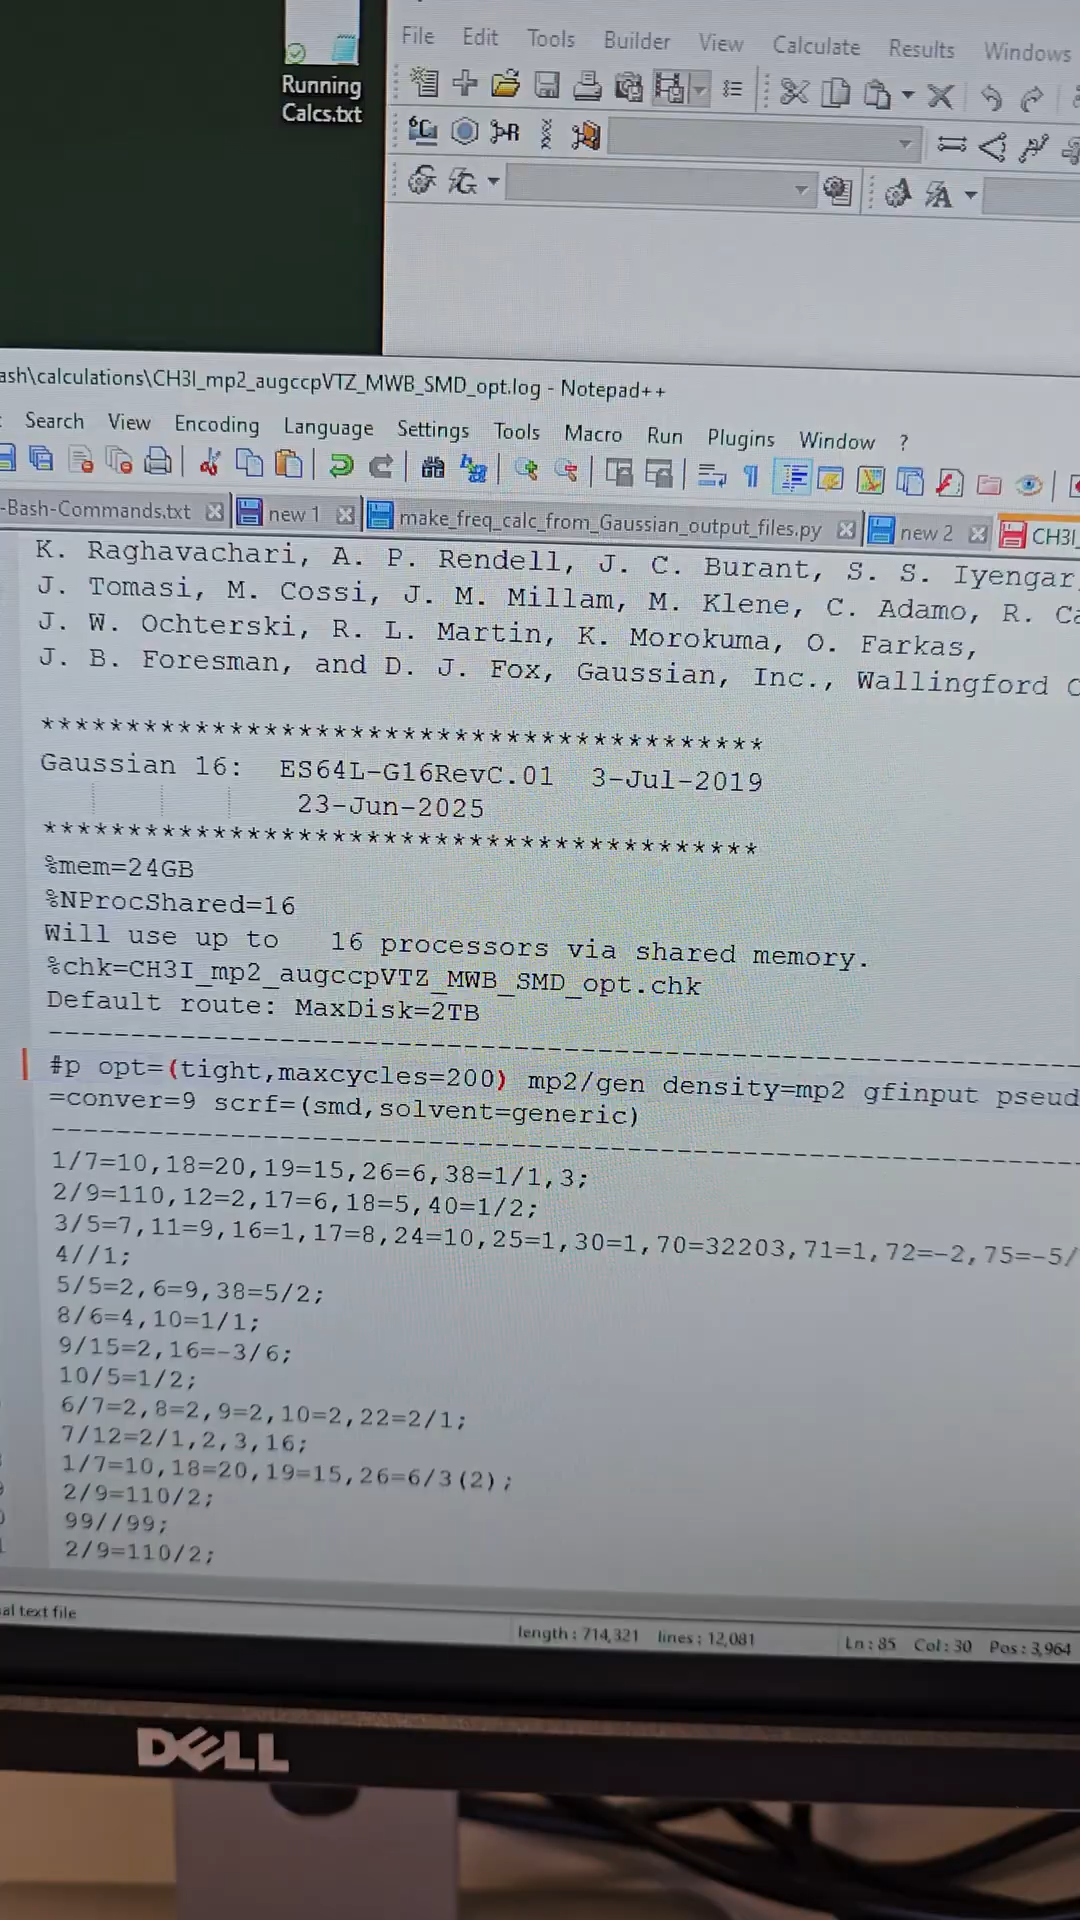 Running
Calcs.txt
File Edit Tools Builder View Calculate Results Windows
ash\calculations\CH3I_mp2_augccpVTZ_MWB_SMD_opt.log - Notepad++
Search View Encoding Language Settings Tools Macro Run Plugins Window ?
-Bash-Commands.txt new 1 make_freq_calc_from_Gaussian_output_files.py new 2 CH3I_
K. Raghavachari, A. P. Rendell, J. C. Burant, S. S. Iyengar,
J. Tomasi, M. Cossi, J. M. Millam, M. Klene, C. Adamo, R. Ca
J. W. Ochterski, R. L. Martin, K. Morokuma, O. Farkas,
J. B. Foresman, and D. J. Fox, Gaussian, Inc., Wallingford C
******************************************
Gaussian 16: ES64L-G16RevC.01 3-Jul-2019
23-Jun-2025
******************************************
%mem=24GB
%NProcShared=16
Will use up to 16 processors via shared memory.
%chk=CH3I_mp2_augccpVTZ_MWB_SMD_opt.chk
Default route: MaxDisk=2TB
----------------------------------------------------------------------
#p opt=(tight,maxcycles=200) mp2/gen density=mp2 gfinput pseud
=conver=9 scrf=(smd,solvent=generic)
----------------------------------------------------------------------
1/7=10,18=20,19=15,26=6,38=1/1,3;
2/9=110,12=2,17=6,18=5,40=1/2;
3/5=7,11=9,16=1,17=8,24=10,25=1,30=1,70=32203,71=1,72=-2,75=-5/
4//1;
5/5=2,6=9,38=5/2;
8/6=4,10=1/1;
9/15=2,16=-3/6;
10/5=1/2;
6/7=2,8=2,9=2,10=2,22=2/1;
7/12=2/1,2,3,16;
1/7=10,18=20,19=15,26=6/3(2);
2/9=110/2;
99//99;
2/9=110/2;
al text file length : 714,321 lines : 12,081 Ln : 85 Col : 30 Pos : 3,964
DELL